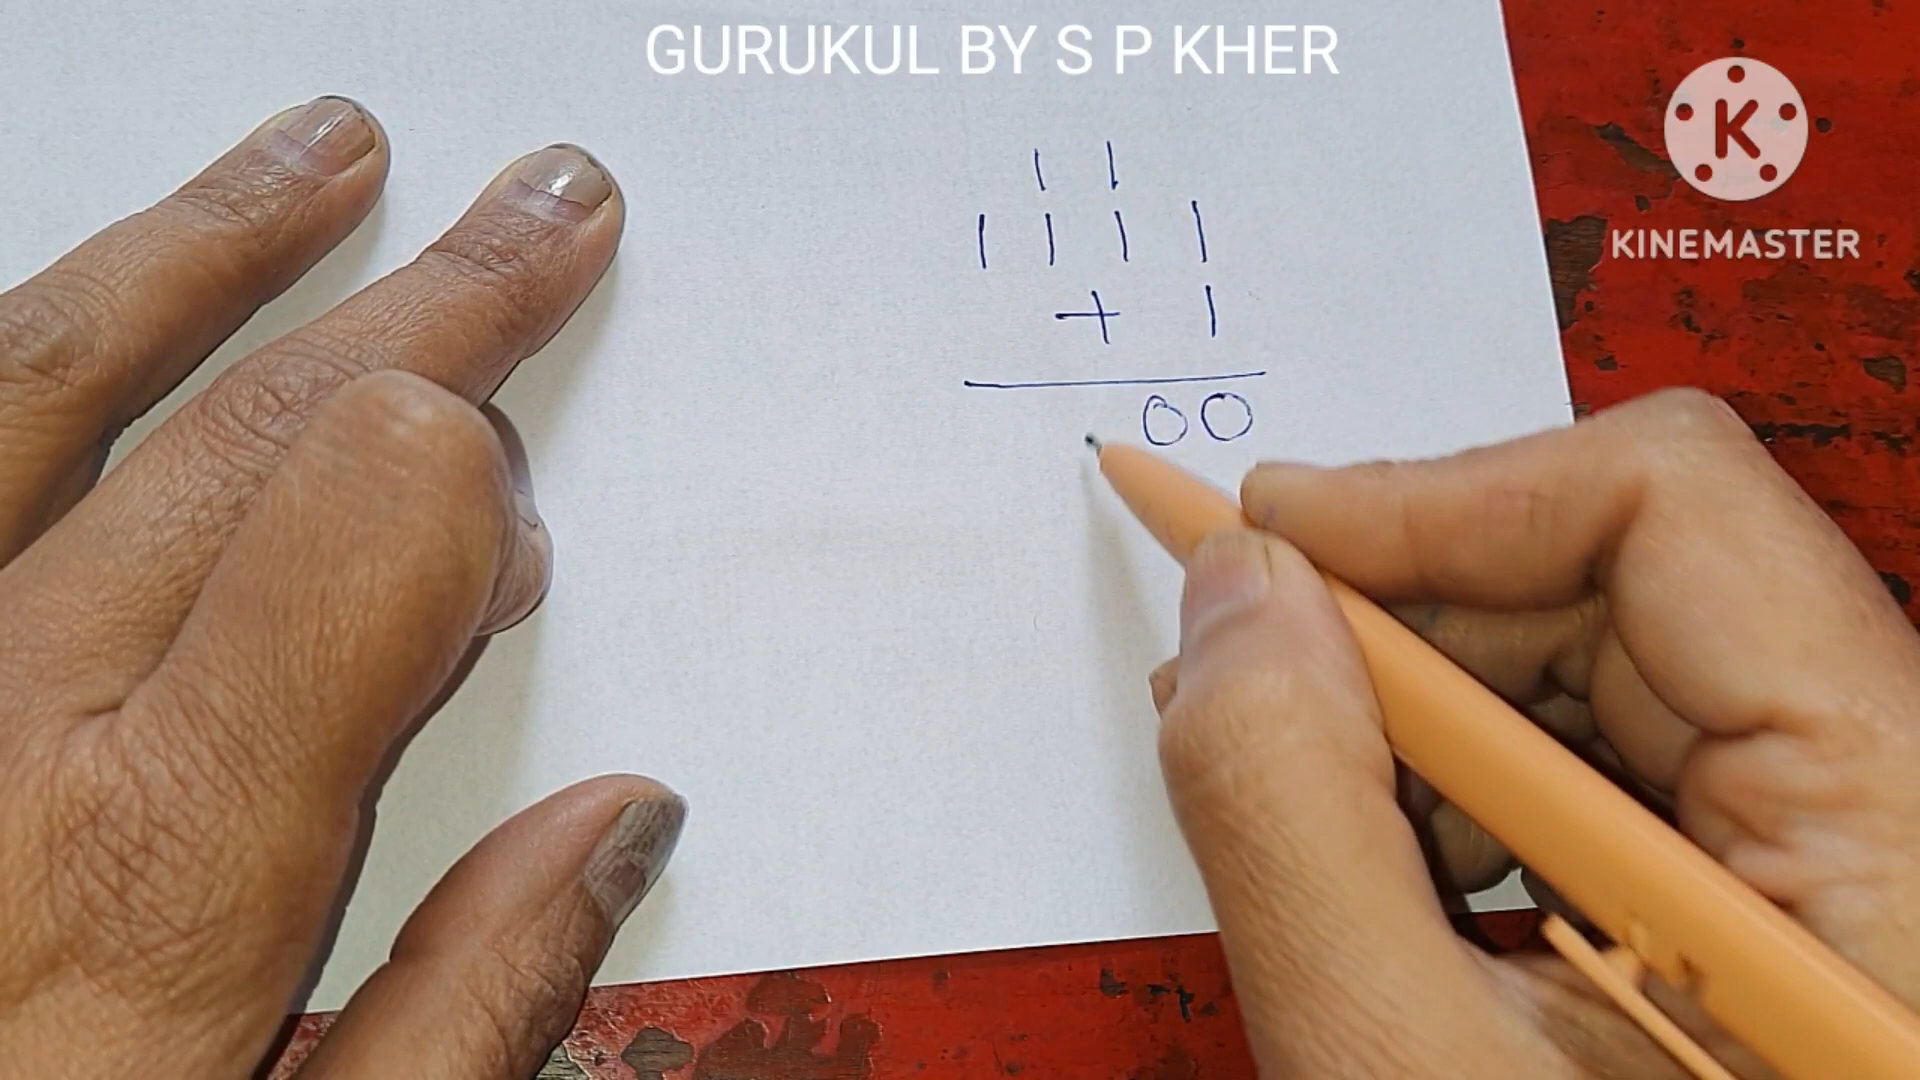 GURUKUL BY S P KHER
K
KINEMASTER
1 1
1 1 1 1
+ 1
0 0